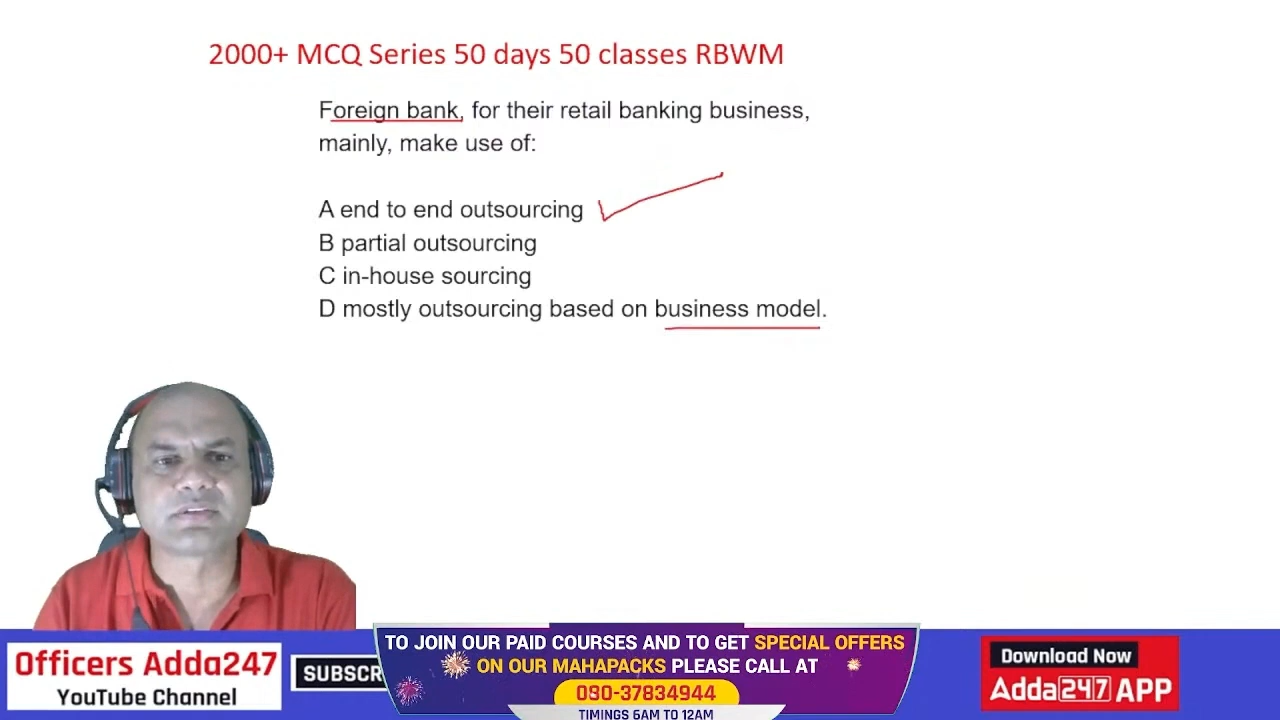 2000+ MCQ Series 50 days 50 classes RBWM
Foreign bank, for their retail banking business,
mainly, make use of:
A end to end outsourcing
B partial outsourcing
C in-house sourcing
D mostly outsourcing based on business model.
Officers Adda247
YouTube Channel
SUBSCR
TO JOIN OUR PAID COURSES AND TO GET SPECIAL OFFERS
ON OUR MAHAPACKS PLEASE CALL AT
080-37834944
TIMINGS 6AM TO 12AM
Download Now
Adda247 APP